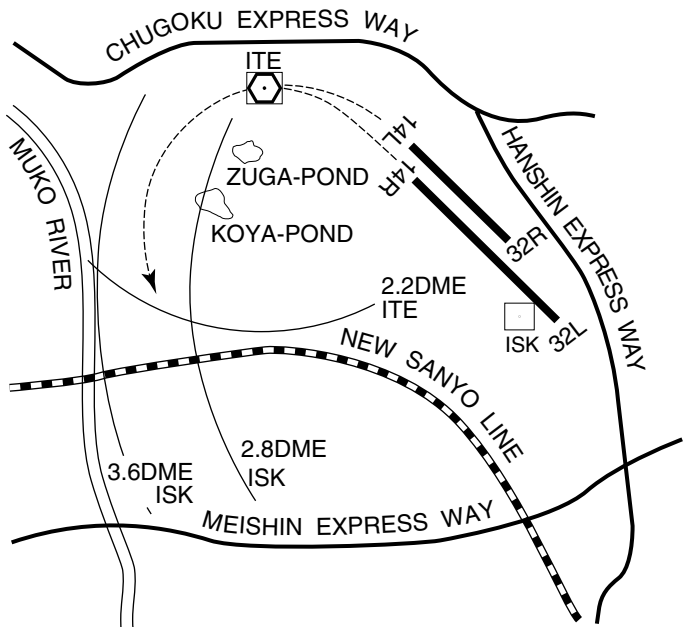 CHUGOKU EXPRESS WAY
ITE
14L
14R
HANSHIN EXPRESS WAY
MUKO RIVER
ZUGA-POND
KOYA-POND
32R
2.2DME
ITE
ISK
32L
NEW SANYO LINE
2.8DME
ISK
3.6DME
ISK
MEISHIN EXPRESS WAY